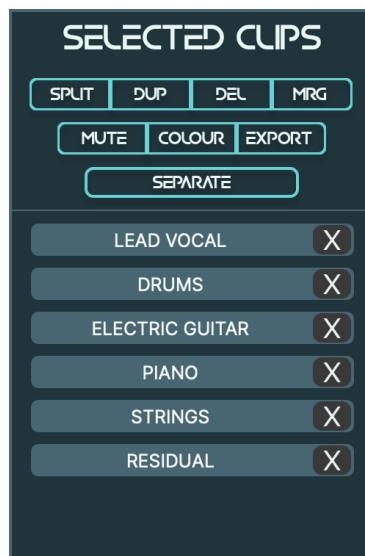 SELECTED CLIPS
SPLIT DUP DEL MRG
MUTE COLOUR EXPORT
SEPARATE
LEAD VOCAL X
DRUMS X
ELECTRIC GUITAR X
PIANO X
STRINGS X
RESIDUAL X